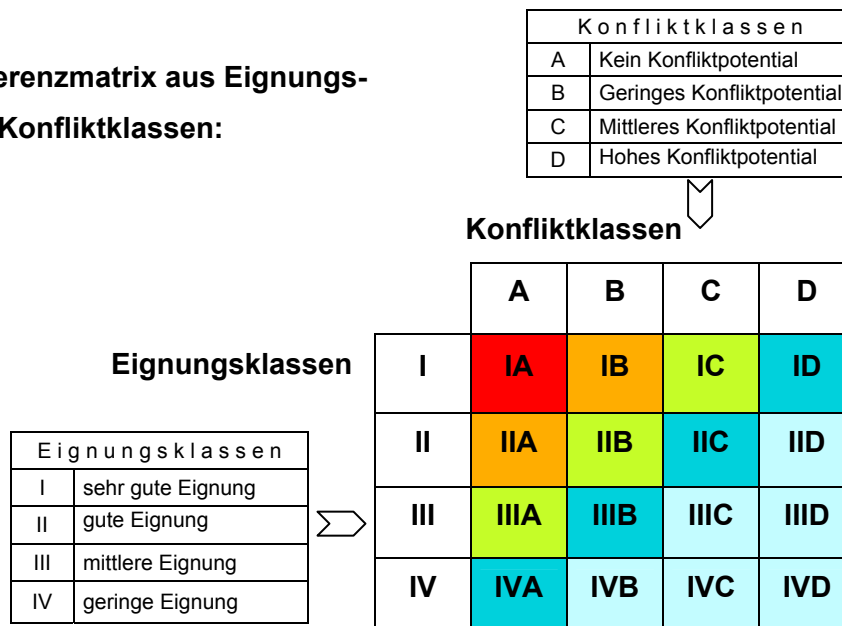 Konfliktklassen
A Kein Konfliktpotential
B Geringes Konfliktpotential
C Mittleres Konfliktpotential
D Hohes Konfliktpotential
erenzmatrix aus Eignungs-
Konfliktklassen:
Konfliktklassen
A B C D
Eignungsklassen
I IA IB IC ID
II IIA IIB IIC IID
III IIIA IIIB IIIC IIID
IV IVA IVB IVC IVD
Eignungsklassen
I sehr gute Eignung
II gute Eignung
III mittlere Eignung
IV geringe Eignung